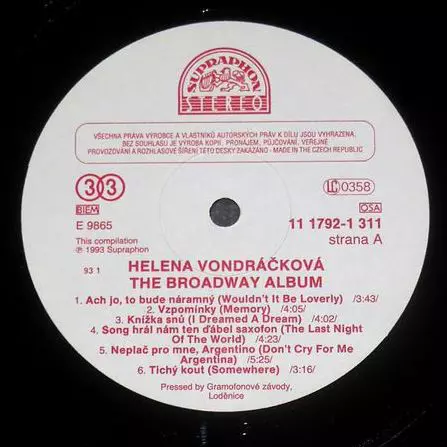 SUPRAPHON
STEREO
VŠECHNA PRÁVA VÝROBCE A VLASTNÍKŮ AUTORSKÝCH PRÁV K DÍLU JSOU VYHRAZENA,
BEZ SOUHLASU JE VÝROBA KOPIÍ, PRONÁJEM, PŮJČOVÁNÍ, VEŘEJNÉ
PROVOZOVÁNÍ A ROZHLASOVÉ ŠÍŘENÍ TÉTO DESKY ZAKÁZÁNO - MADE IN THE CZECH REPUBLIC
33
LC 0358
BIEM
OSA
E 9865
11 1792-1 311
This compilation
strana A
℗ 1993 Supraphon
93 1
HELENA VONDRÁČKOVÁ
THE BROADWAY ALBUM
1. Ach jo, to bude náramný (Wouldn't It Be Loverly) /3:43/
2. Vzpomínky (Memory) /4:05/
3. Knížka snů (I Dreamed A Dream) /4:02/
4. Song hrál nám ten ďábel saxofon (The Last Night
Of The World) /4:23/
5. Neplač pro mne, Argentino (Don't Cry For Me
Argentina) /5:25/
6. Tichý kout (Somewhere) /3:16/
Pressed by Gramofonové závody,
Loděnice